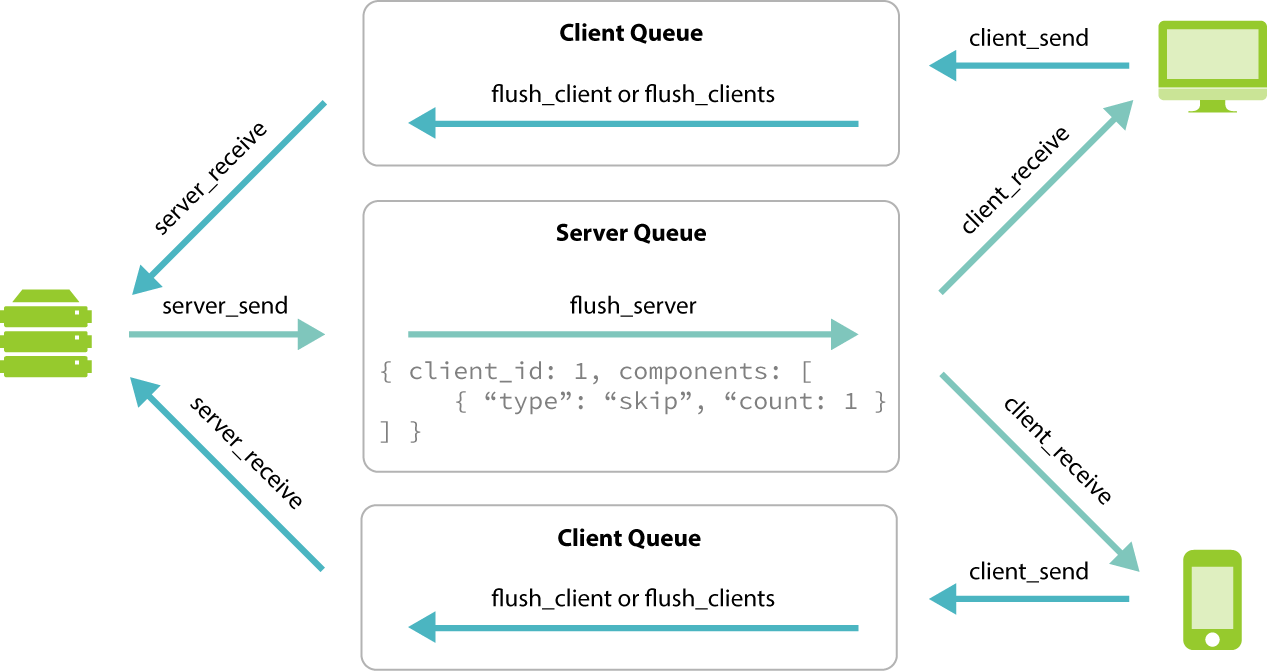 Client Queue
client_send
flush_client or flush_clients
server_receive
client_receive
Server Queue
server_send
flush_server
{ client_id: 1, components: [
{ “type”: “skip”, “count: 1 }
] }
server_receive
client_receive
Client Queue
client_send
flush_client or flush_clients